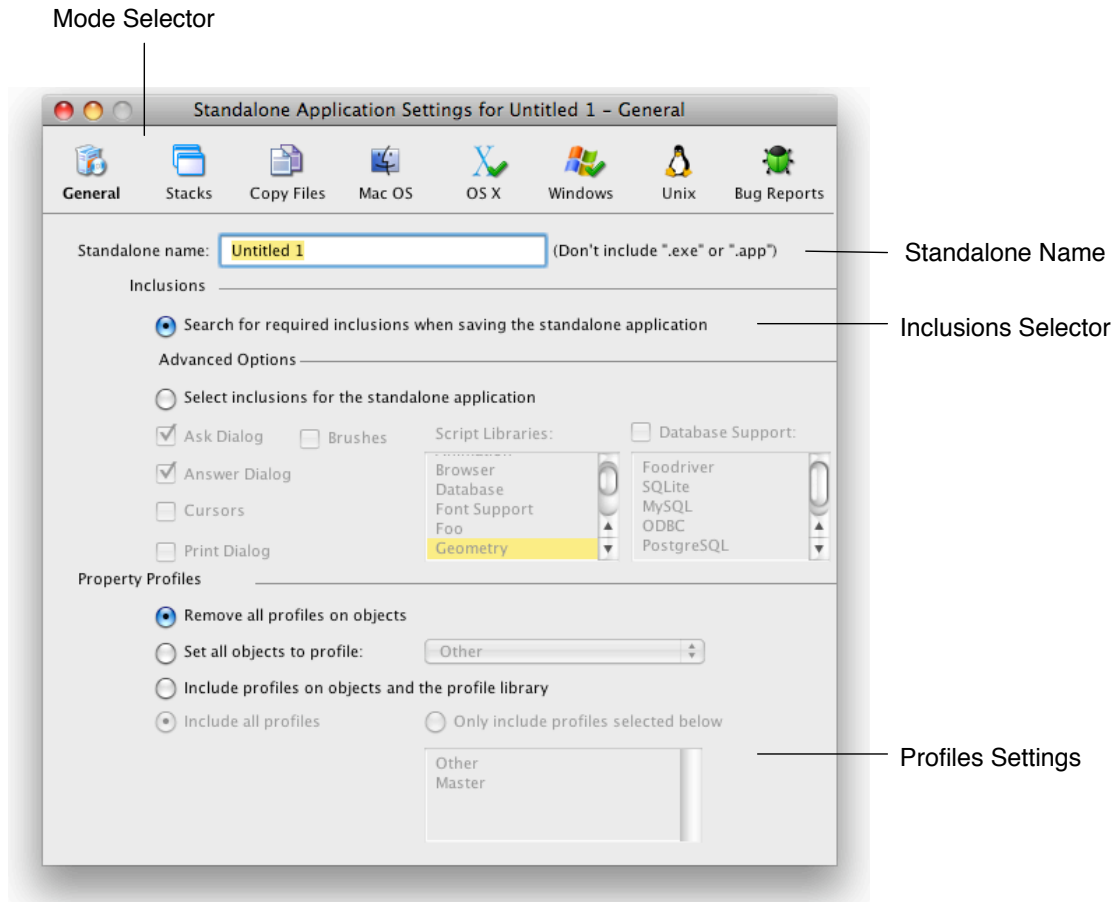 Mode Selector
Standalone Application Settings for Untitled 1 – General
General Stacks Copy Files Mac OS OS X Windows Unix Bug Reports
Standalone name: Untitled 1 (Don't include ".exe" or ".app") Standalone Name
Inclusions
Search for required inclusions when saving the standalone application Inclusions Selector
Advanced Options
Select inclusions for the standalone application
Ask Dialog Brushes Script Libraries: Database Support:
Answer Dialog
Cursors
Print Dialog
Browser
Database
Font Support
Foo
Geometry
Foodriver
SQLite
MySQL
ODBC
PostgreSQL
Property Profiles
Remove all profiles on objects
Set all objects to profile: Other
Include profiles on objects and the profile library
Include all profiles Only include profiles selected below
Other
Master
Profiles Settings